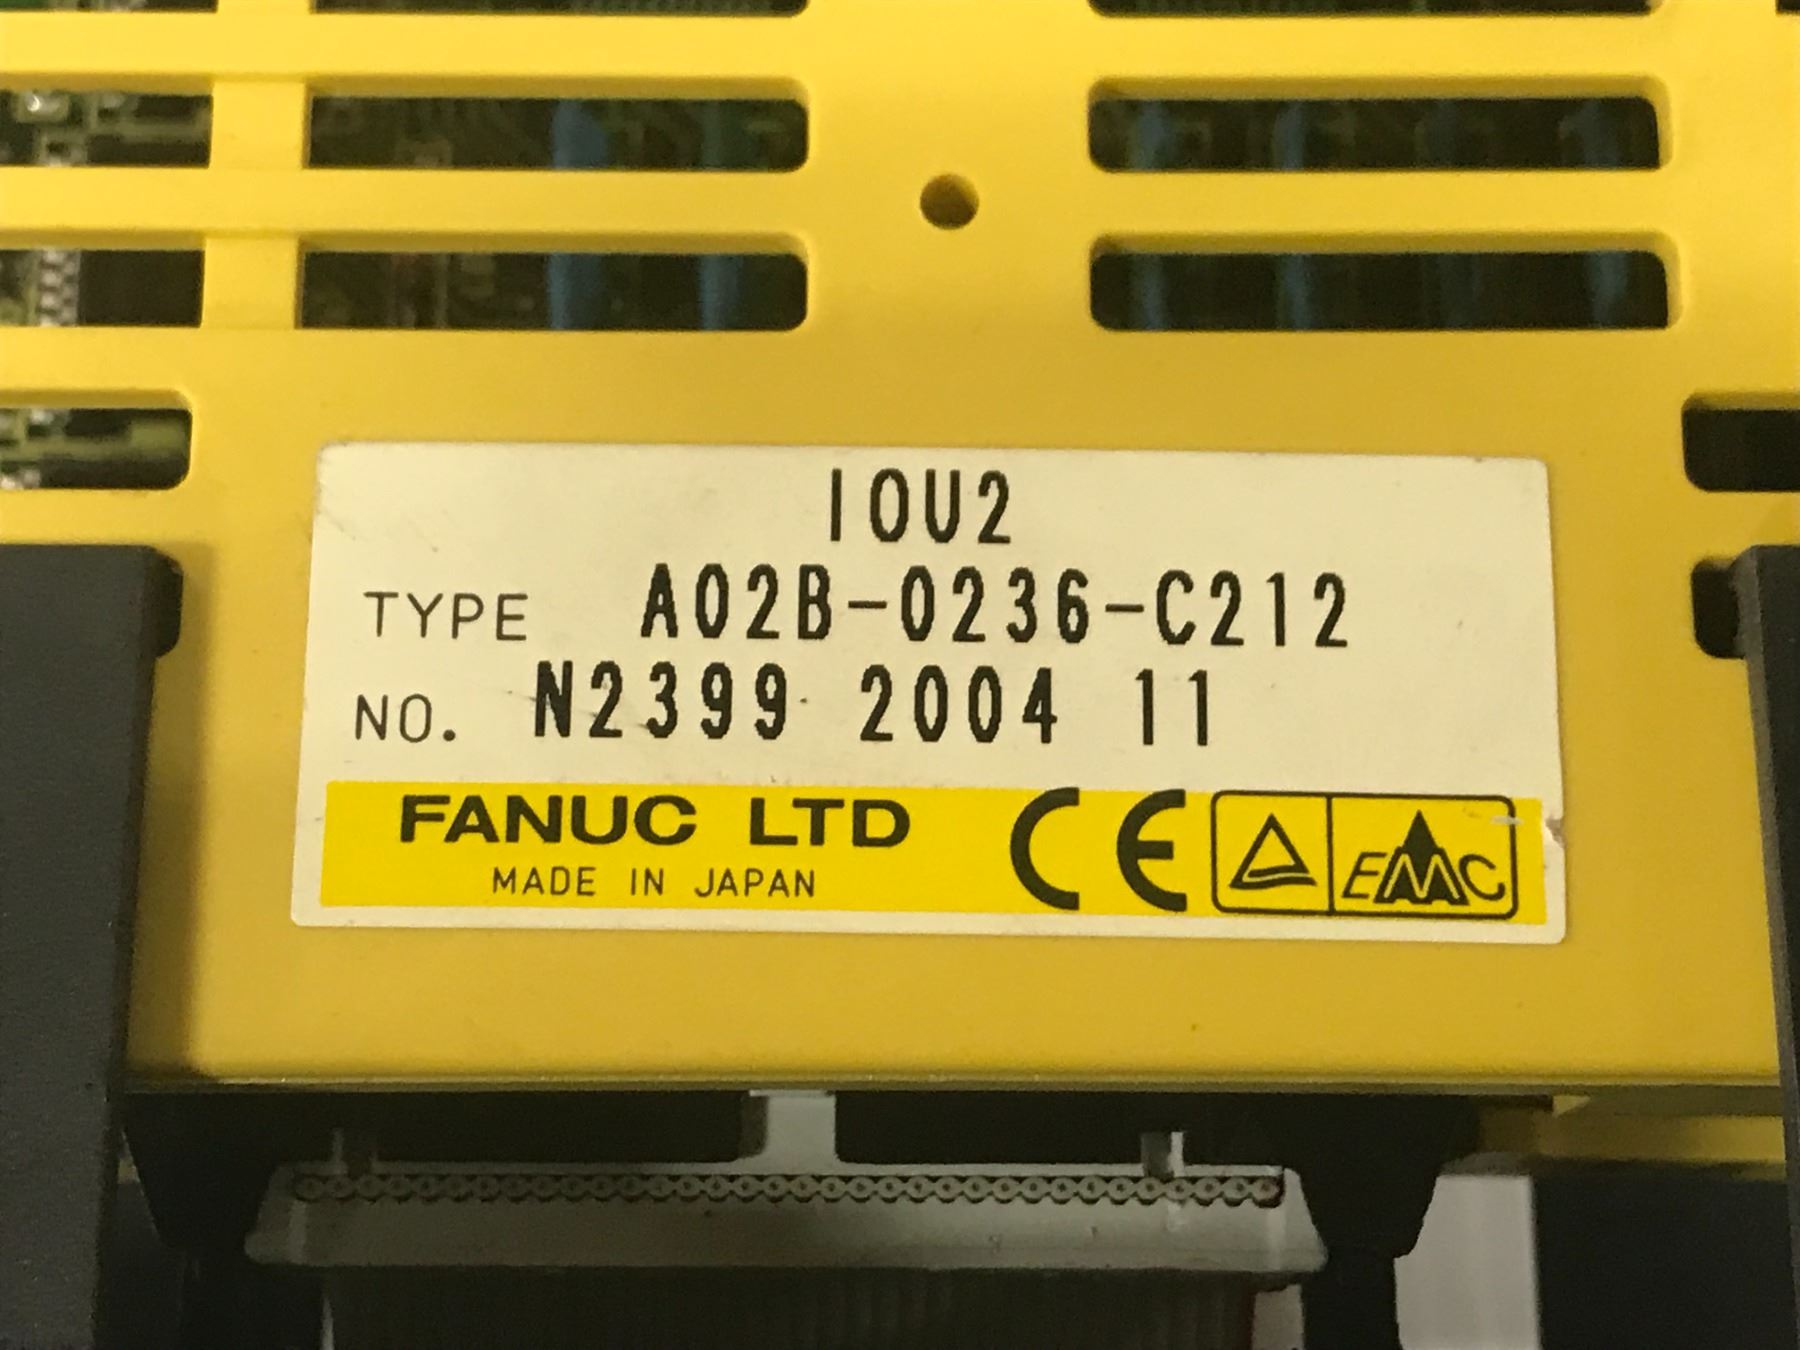 IOU2
TYPE A02B-0236-C212
NO. N2399 2004 11
FANUC LTD
MADE IN JAPAN
CE
EMC